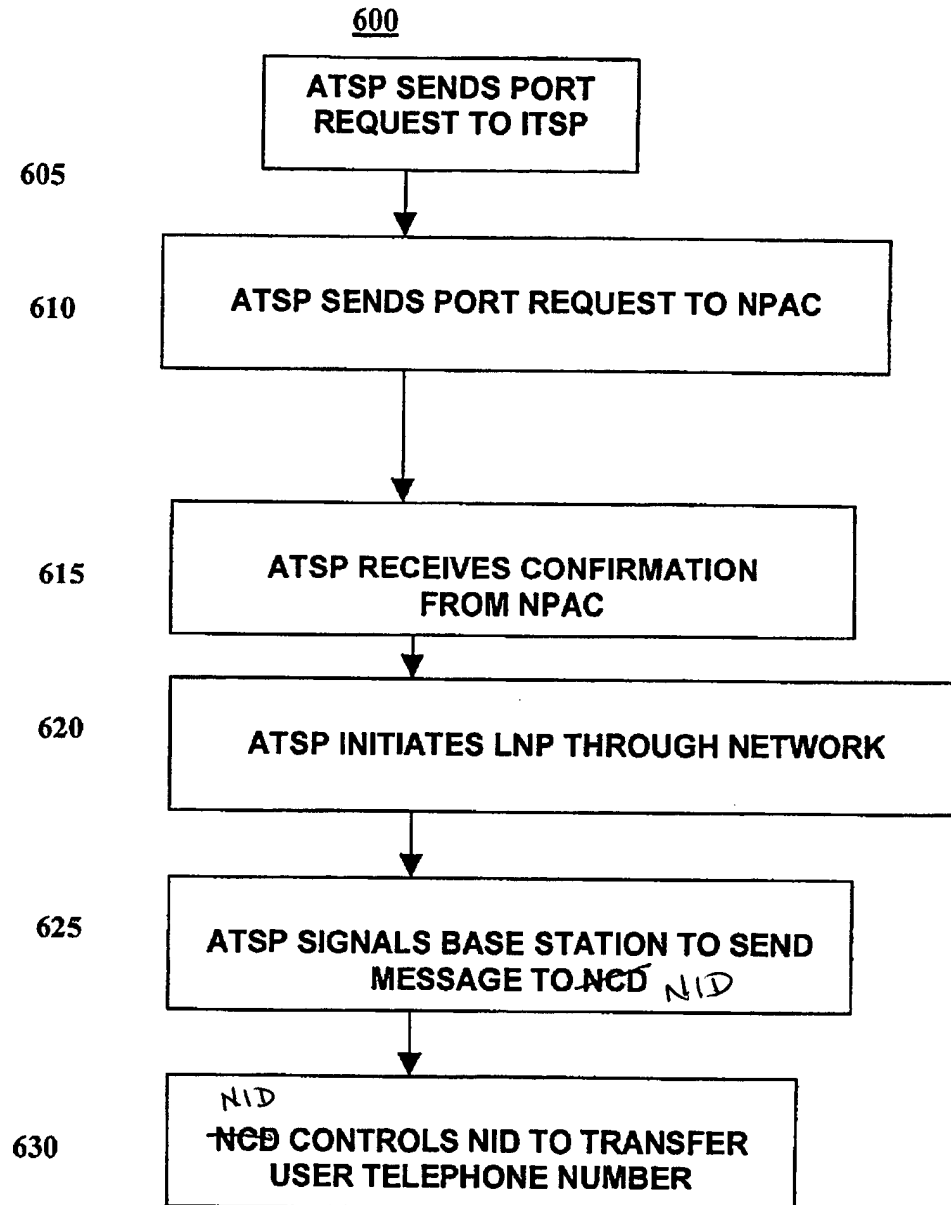 600
ATSP SENDS PORT
REQUEST TO ITSP
605
610
ATSP SENDS PORT REQUEST TO NPAC
615
ATSP RECEIVES CONFIRMATION
FROM NPAC
620
ATSP INITIATES LNP THROUGH NETWORK
625
ATSP SIGNALS BASE STATION TO SEND
MESSAGE TO NCD NID
NID
630
NCD CONTROLS NID TO TRANSFER
USER TELEPHONE NUMBER